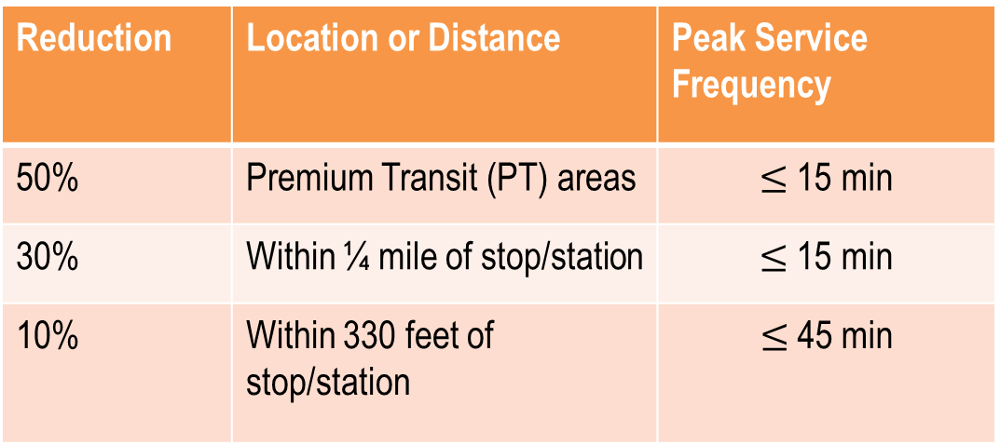 Reduction
Location or Distance
Peak Service
Frequency
50%
Premium Transit (PT) areas
≤ 15 min
30%
Within ¼ mile of stop/station
≤ 15 min
10%
Within 330 feet of
stop/station
≤ 45 min